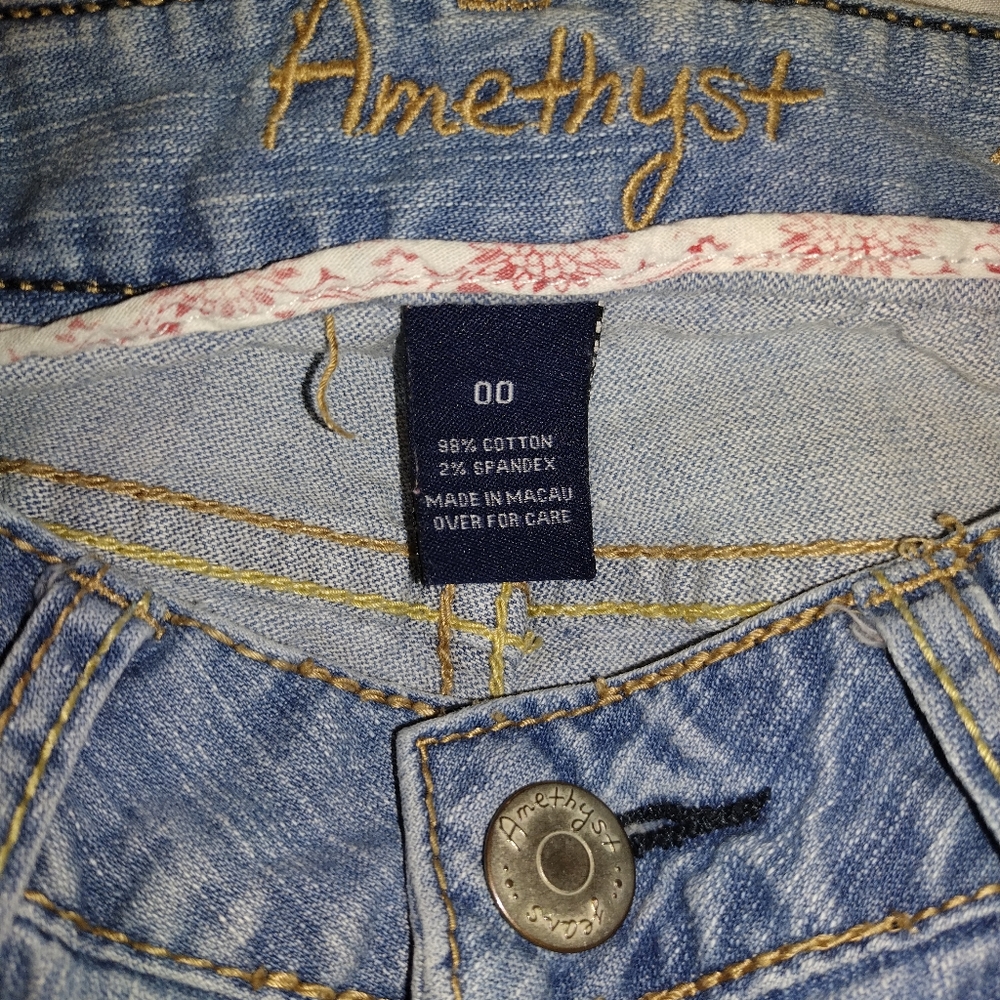 Amethyst
00
98% COTTON
2% SPANDEX
MADE IN MACAU
OVER FOR CARE
Amethyst
jeans